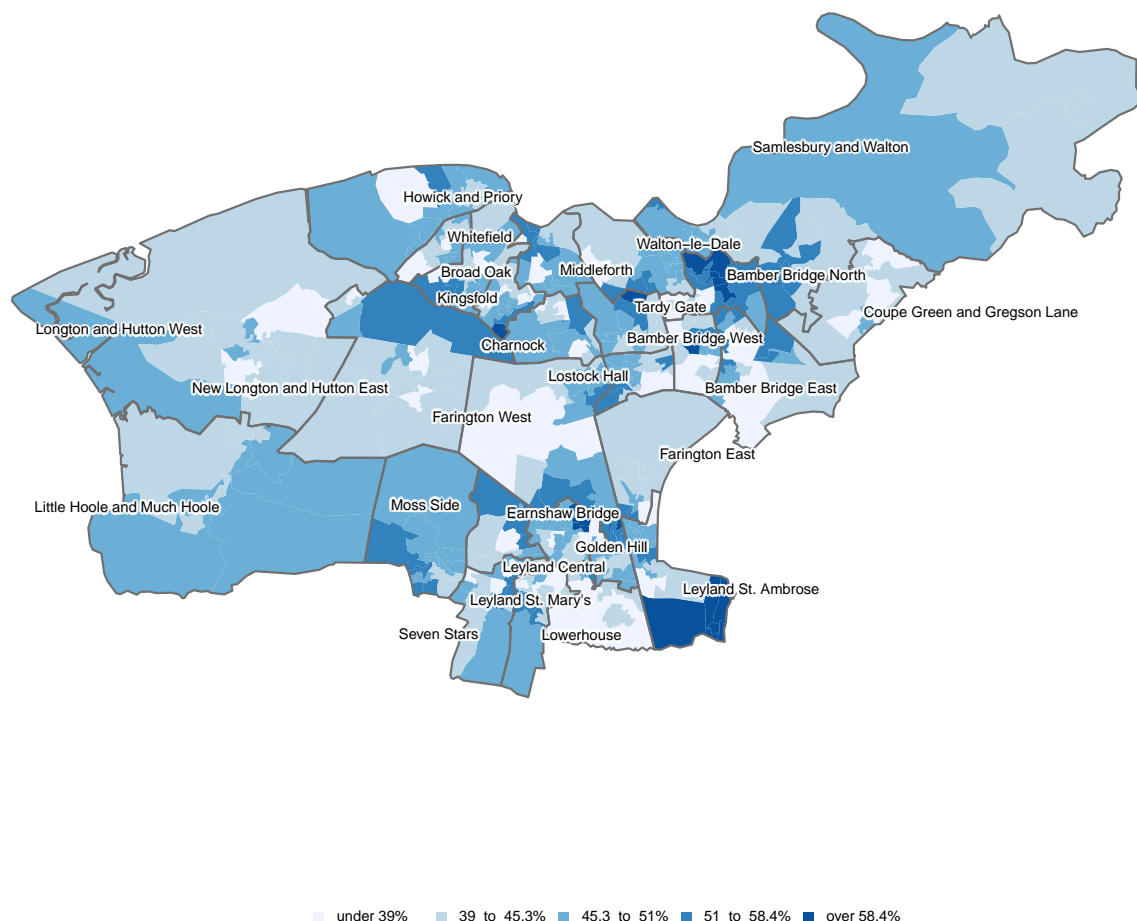 Samlesbury and Walton
Howick and Priory
Whitefield
Walton−le−Dale
Broad Oak
Middleforth
Bamber Bridge North
Kingsfold
Tardy Gate
Coupe Green and Gregson Lane
Longton and Hutton West
Charnock
Bamber Bridge West
Lostock Hall
New Longton and Hutton East
Bamber Bridge East
Farington West
Farington East
Little Hoole and Much Hoole
Moss Side
Earnshaw Bridge
Golden Hill
Leyland Central
Leyland St. Ambrose
Leyland St. Mary's
Seven Stars
Lowerhouse
under 39% 39 to 45.3% 45.3 to 51% 51 to 58.4% over 58.4%